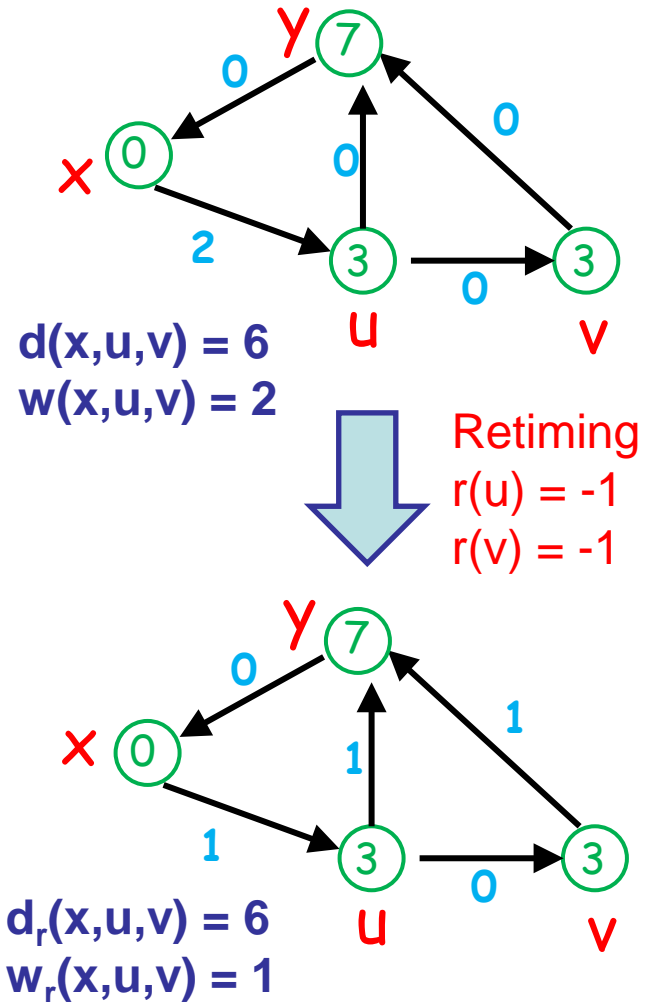 y
7
0
0
0
0
x
2
3
3
0
u
v
d(x,u,v) = 6
w(x,u,v) = 2
Retiming
r(u) = -1
r(v) = -1
y
7
0
1
x
0
1
1
3
3
0
u
v
dr(x,u,v) = 6
wr(x,u,v) = 1